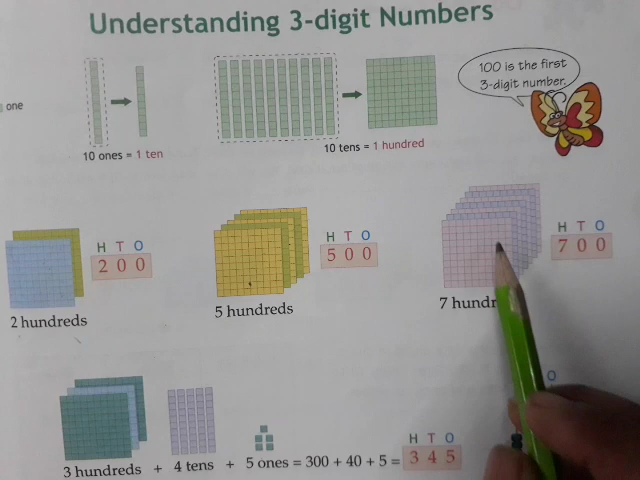 Understanding 3-digit Numbers
one
10 ones = 1 ten
10 tens = 1 hundred
100 is the first
3-digit number.
H T O
2 0 0
2 hundreds
H T O
5 0 0
5 hundreds
H T O
7 0 0
7 hundr
3 hundreds + 4 tens + 5 ones = 300 + 40 + 5 =
H T O
3 4 5
O